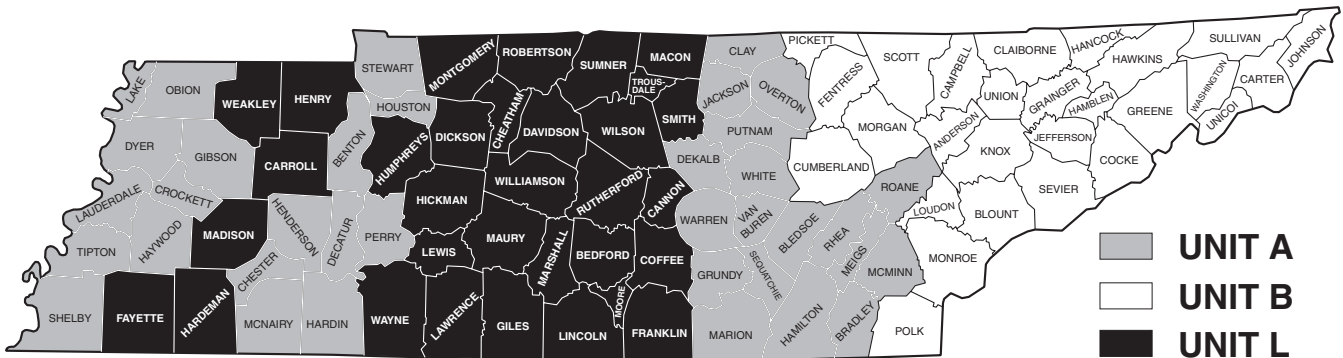 LAKE
OBION
WEAKLEY
HENRY
STEWART
MONTGOMERY
ROBERTSON
SUMNER
MACON
CLAY
PICKETT
SCOTT
CAMPBELL
CLAIBORNE
HANCOCK
HAWKINS
SULLIVAN
JOHNSON
DYER
GIBSON
CARROLL
BENTON
HOUSTON
HUMPHREYS
DICKSON
CHEATHAM
DAVIDSON
TROUS-
DALE
WILSON
SMITH
JACKSON
OVERTON
FENTRESS
MORGAN
ANDERSON
UNION
GRAINGER
HAMBLEN
GREENE
WASHINGTON
UNICOI
CARTER
LAUDERDALE
CROCKETT
HAYWOOD
MADISON
HENDERSON
DECATUR
PERRY
HICKMAN
WILLIAMSON
RUTHERFORD
CANNON
DEKALB
PUTNAM
WHITE
CUMBERLAND
ROANE
KNOX
JEFFERSON
COCKE
SEVIER
TIPTON
CHESTER
LEWIS
MAURY
MARSHALL
BEDFORD
COFFEE
WARREN
VAN
BUREN
BLEDSOE
RHEA
MEIGS
LOUDON
BLOUNT
MONROE
MCMINN
SHELBY
FAYETTE
HARDEMAN
MCNAIRY
HARDIN
WAYNE
LAWRENCE
GILES
LINCOLN
MOORE
FRANKLIN
GRUNDY
SEQUATCHIE
MARION
HAMILTON
BRADLEY
POLK
UNIT A
UNIT B
UNIT L